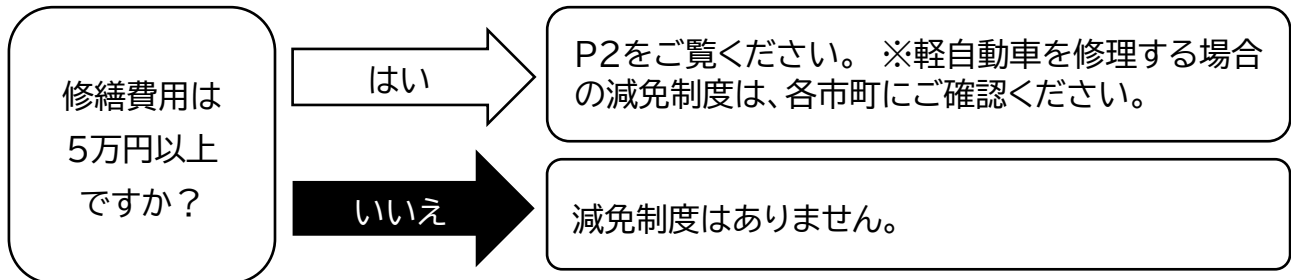 修繕費用は
5万円以上
ですか?
はい
P2をご覧ください。 ※軽自動車を修理する場合
の減免制度は、各市町にご確認ください。
いいえ
減免制度はありません。